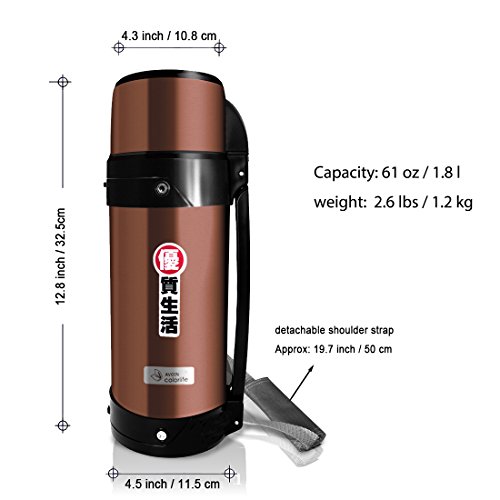 4.3 inch / 10.8 cm
12.8 inch / 32.5cm
Capacity: 61 oz / 1.8 l
weight: 2.6 lbs / 1.2 kg
優質生活
AVOIN
colorlife
detachable shoulder strap
Approx: 19.7 inch / 50 cm
4.5 inch / 11.5 cm